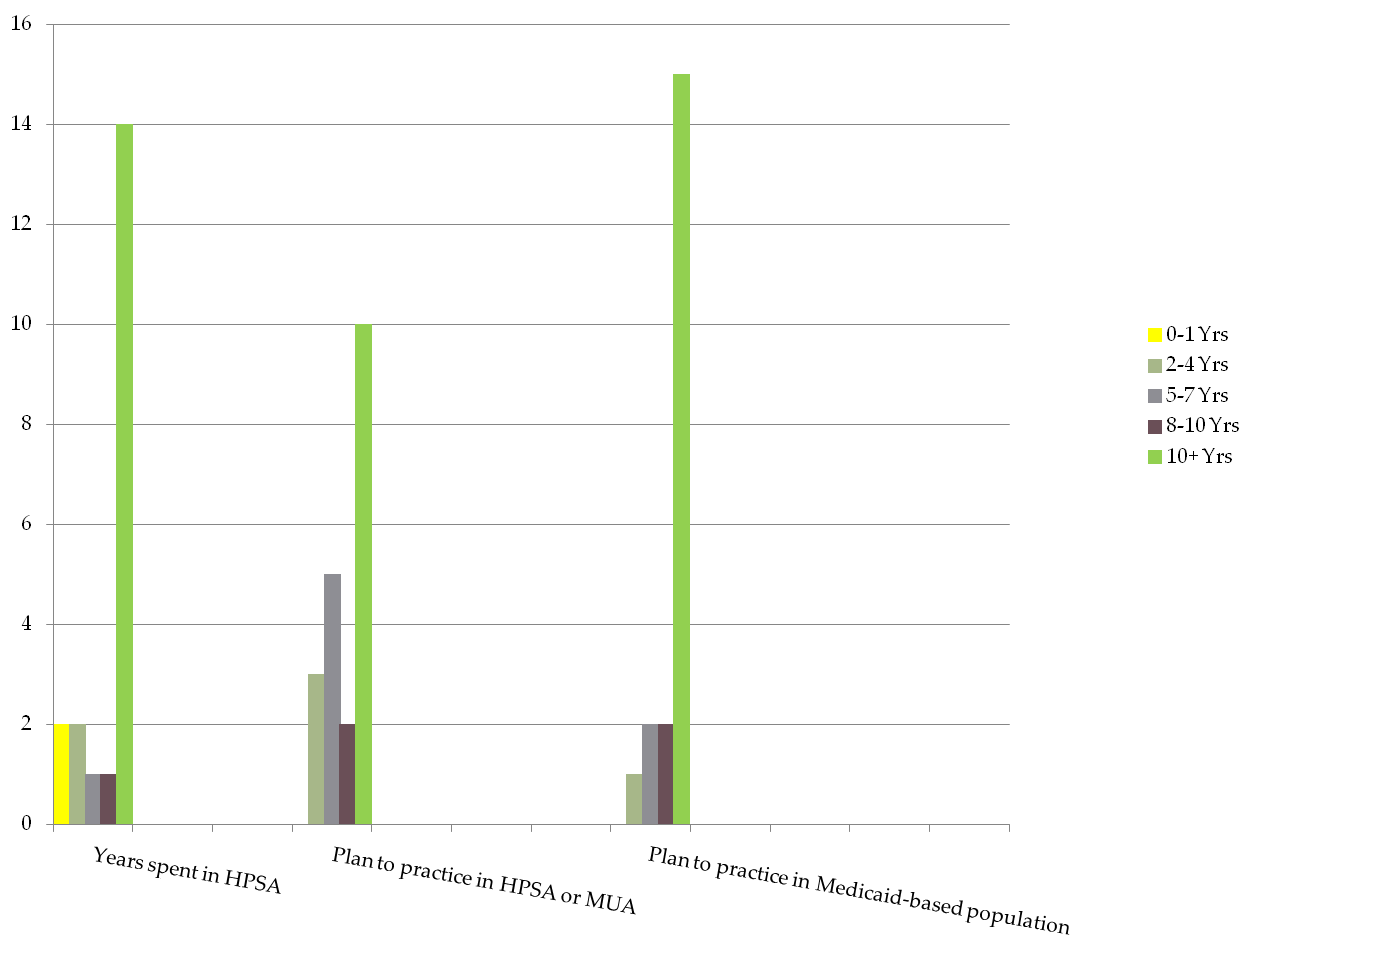 16
14
12
10
8
6
4
2
0
Years spent in HPSA
Plan to practice in HPSA or MUA
Plan to practice in Medicaid-based population
0-1 Yrs
2-4 Yrs
5-7 Yrs
8-10 Yrs
10+ Yrs